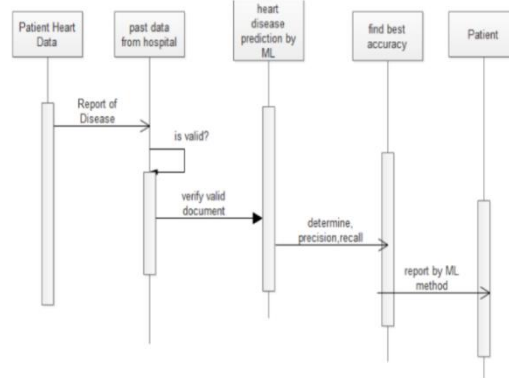 Patient Heart
Data
past data
from hospital
heart
disease
prediction by
ML
find best
accuracy
Patient
Report of
Disease
is valid?
verify valid
document
determine,
precision,recall
report by ML
method